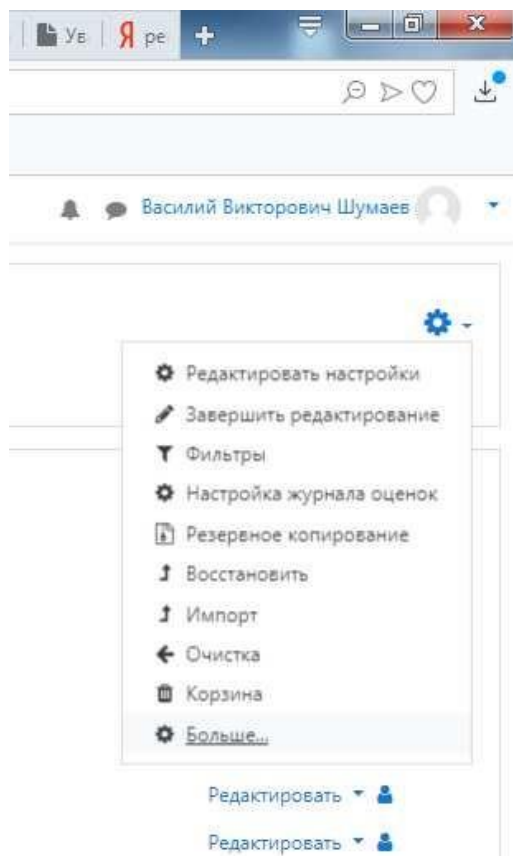 Ув Я ре
Василий Викторович Шумаев
Редактировать настройки
Завершить редактирование
Фильтры
Настройка журнала оценок
Резервное копирование
Восстановить
Импорт
Очистка
Корзина
Больше...
Редактировать
Редактировать